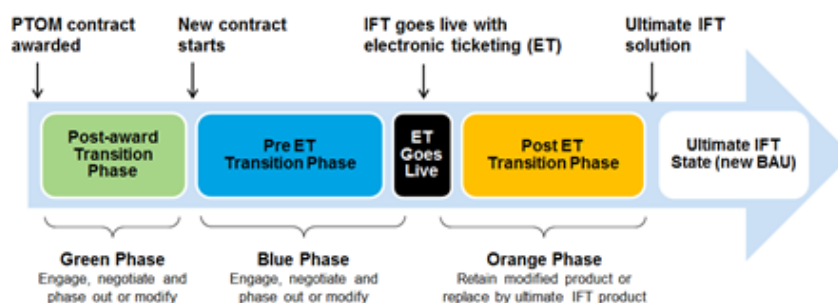 PTOM contract
awarded
New contract
starts
IFT goes live with
electronic ticketing (ET)
Ultimate IFT
solution
Post-award
Transition
Phase
Pre ET
Transition Phase
ET
Goes
Live
Post ET
Transition Phase
Ultimate IFT
State (new BAU)
Green Phase
Engage, negotiate and
phase out or modify
Blue Phase
Engage, negotiate and
phase out or modify
Orange Phase
Retain modified product or
replace by ultimate IFT product